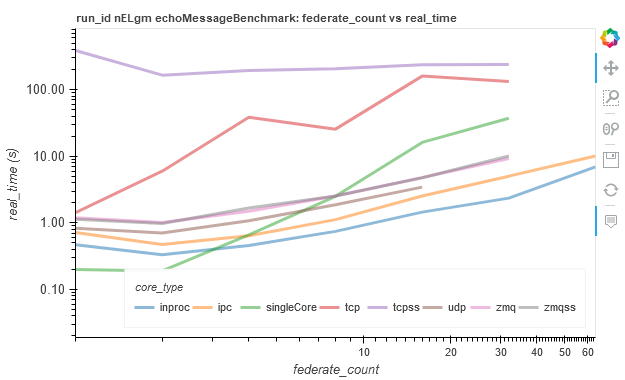 run_id nELgm echoMessageBenchmark: federate_count vs real_time
real_time (s)
100.00
10.00
1.00
0.10
core_type
inproc ipc singleCore tcp tcpss udp zmq zmqss
10 20 30 40 50 60
federate_count